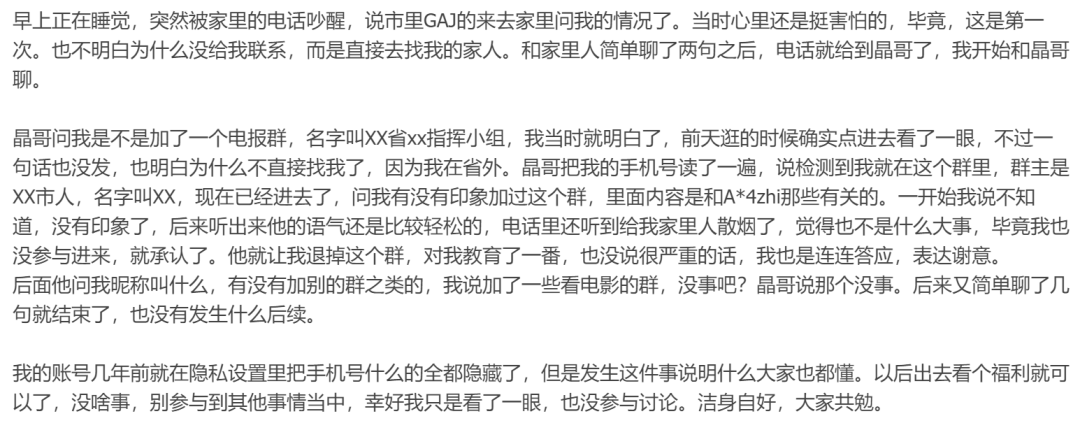 早上正在睡觉，突然被家里的电话吵醒，说市里GAJ的来去家里问我的情况了。当时心里还是挺害怕的，毕竟，这是第一
次。也不明白为什么没给我联系，而是直接去找我的家人。和家里人简单聊了两句之后，电话就给到晶哥了，我开始和晶哥
聊。
晶哥问我是不是加了一个电报群，名字叫XX省xx指挥小组，我当时就明白了，前天逛的时候确实点进去看了一眼，不过一
句话也没发，也明白为什么不直接找我了，因为我在省外。晶哥把我的手机号读了一遍，说检测到我就在这个群里，群主是
XX市人，名字叫XX，现在已经进去了，问我有没有印象加过这个群，里面内容是和A*4zhi那些有关的。一开始我说不知
道，没有印象了，后来听出来他的语气还是比较轻松的，电话里还听到给我家里人散烟了，觉得也不是什么大事，毕竟我也
没参与进来，就承认了。他就让我退掉这个群，对我教育了一番，也没说很严重的话，我也是连连答应，表达谢意。
后面他问我昵称叫什么，有没有加别的群之类的，我说加了一些看电影的群，没事吧？晶哥说那个没事。后来又简单聊了几
句就结束了，也没有发生什么后续。
我的账号几年前就在隐私设置里把手机号什么的全都隐藏了，但是发生这件事说明什么大家也都懂。以后出去看个福利就可
以了，没啥事，别参与到其他事情当中，幸好我只是看了一眼，也没参与讨论。洁身自好，大家共勉。